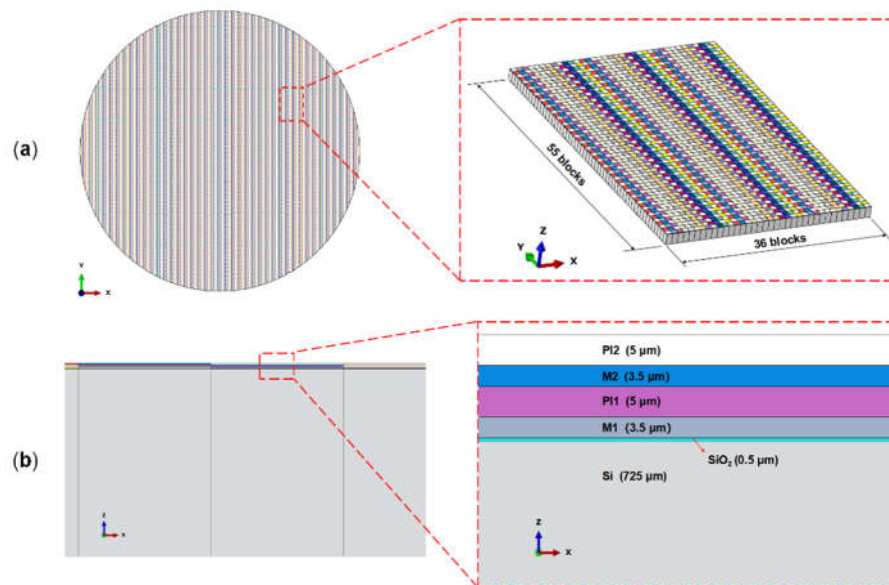 (a)
Y
X
55 blocks
36 blocks
Z
Y
X
(b)
Z
X
PI2 (5 µm)
M2 (3.5 µm)
PI1 (5 µm)
M1 (3.5 µm)
SiO₂ (0.5 µm)
Si (725 µm)
Z
X